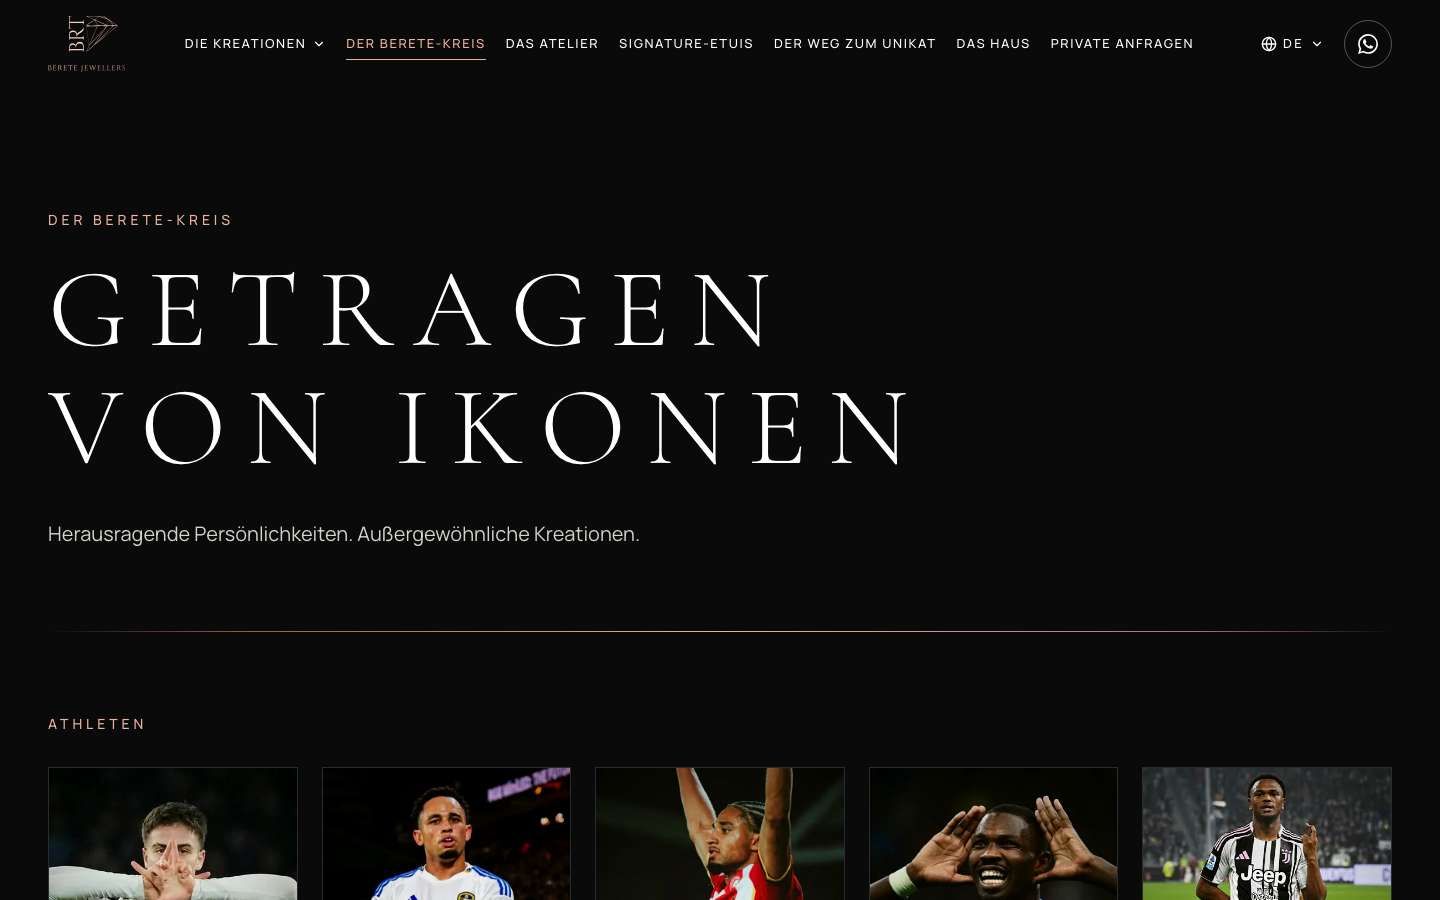 BRT
BERETE JEWELLERS
DIE KREATIONEN
DER BERETE-KREIS
DAS ATELIER
SIGNATURE-ETUIS
DER WEG ZUM UNIKAT
DAS HAUS
PRIVATE ANFRAGEN
DE
DER BERETE-KREIS
GETRAGEN
VON IKONEN
Herausragende Persönlichkeiten. Außergewöhnliche Kreationen.
ATHLETEN
Jeep